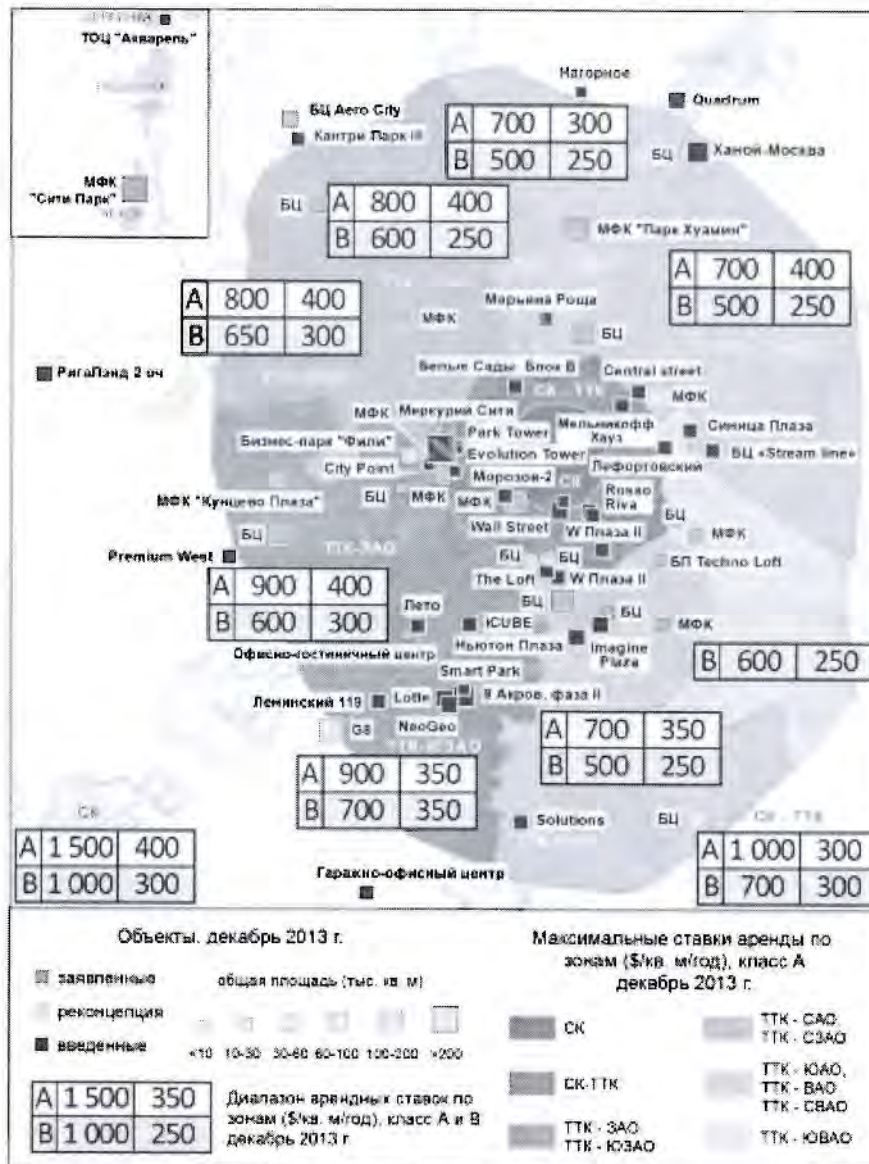 ТОЦ "Акварель"
МФК
"Сити Парк"
Нагорное
Quadrum
БЦ Aero City
Кантри Парк III
A 700 300
B 500 250
БЦ
Ханой-Москва
БЦ
A 800 400
B 600 250
МФК "Парк Хуамин"
A 700 400
B 500 250
A 800 400
B 650 300
МФК
Марьина Роща
БЦ
РигаЛэнд 2 оч
Белые Сады Блок В
Central street
СК - ТТК
МФК
МФК
Меркурий Сити
Мельникофф
Хауз
Синица Плаза
Бизнес-парк "Фили"
Park Tower
Evolution Tower
Лефортовский
БЦ «Stream line»
City Point
Морозов-2
СК
МФК "Кунцево Плаза"
БЦ
МФК
МФК
Rosso
Riva
Wall Street
W Плаза II
БЦ
МФК
БЦ
ТТК-ЗАО
Premium West
БЦ
БЦ
БП Techno Loft
The Loft
W Плаза II
A 900 400
B 600 300
БЦ
БЦ
Лето
iCUBE
МФК
Ньютон Плаза
Imagine
Plaza
Офисно-гостиничный центр
B 600 250
Smart Park
Ленинский 119
Lotte
9 Акров, фаза II
G8
NeoGeo
ТТК-ЮЗАО
A 700 350
B 500 250
A 900 350
B 700 350
СК
Solutions
БЦ
СК - ТТК
A 1 500 400
B 1 000 300
A 1 000 300
B 700 300
Гаражно-офисный центр
Объекты, декабрь 2013 г.
заявленные
общая площадь (тыс. кв. м)
реконцепция
введенные
<10 10-30 30-60 60-100 100-200 >200
A 1 500 350
B 1 000 250
Диапазон арендных ставок по
зонам ($/кв. м/год), класс А и В
декабрь 2013 г.
Максимальные ставки аренды по
зонам ($/кв. м/год), класс А
декабрь 2013 г.
СК
СК-ТТК
ТТК - ЗАО
ТТК - ЮЗАО
ТТК - САО
ТТК - СЗАО
ТТК - ЮАО,
ТТК - ВАО
ТТК - СВАО
ТТК - ЮВАО